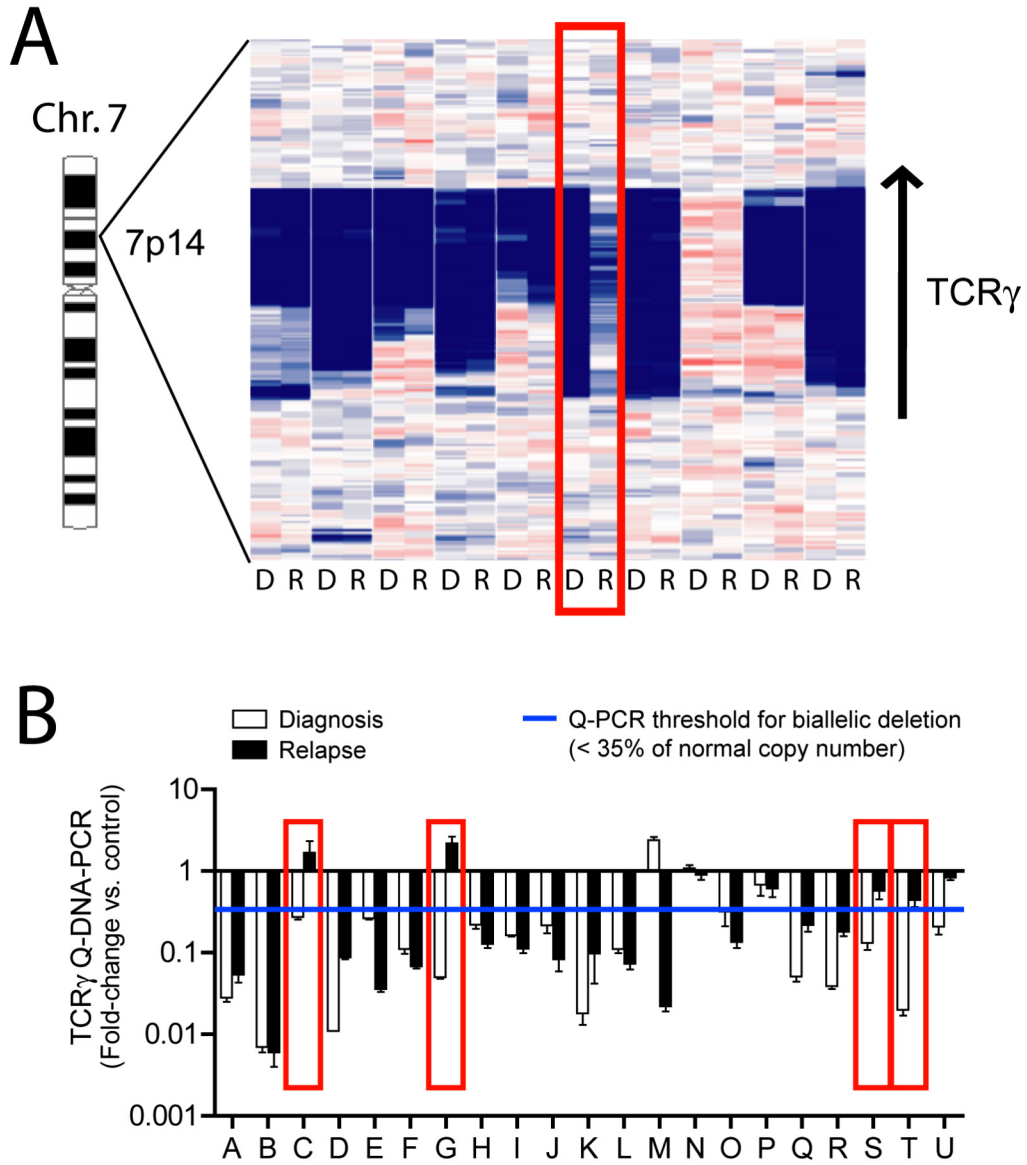 A
Chr. 7
7p14
TCRγ
D R D R D R D R D R D R D R D R D R D R
B
Diagnosis
Relapse
Q-PCR threshold for biallelic deletion
(< 35% of normal copy number)
TCRγ Q-DNA-PCR
(Fold-change vs. control)
10
1
0.1
0.01
0.001
A B C D E F G H I J K L M N O P Q R S T U